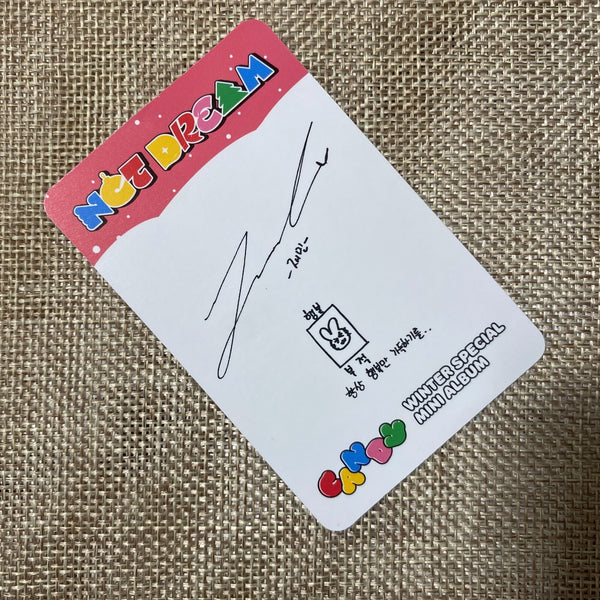 NCT DREAM
-재민-
행복
부적
항상 행복만 가득하기를..
CANDY
WINTER SPECIAL
MINI ALBUM